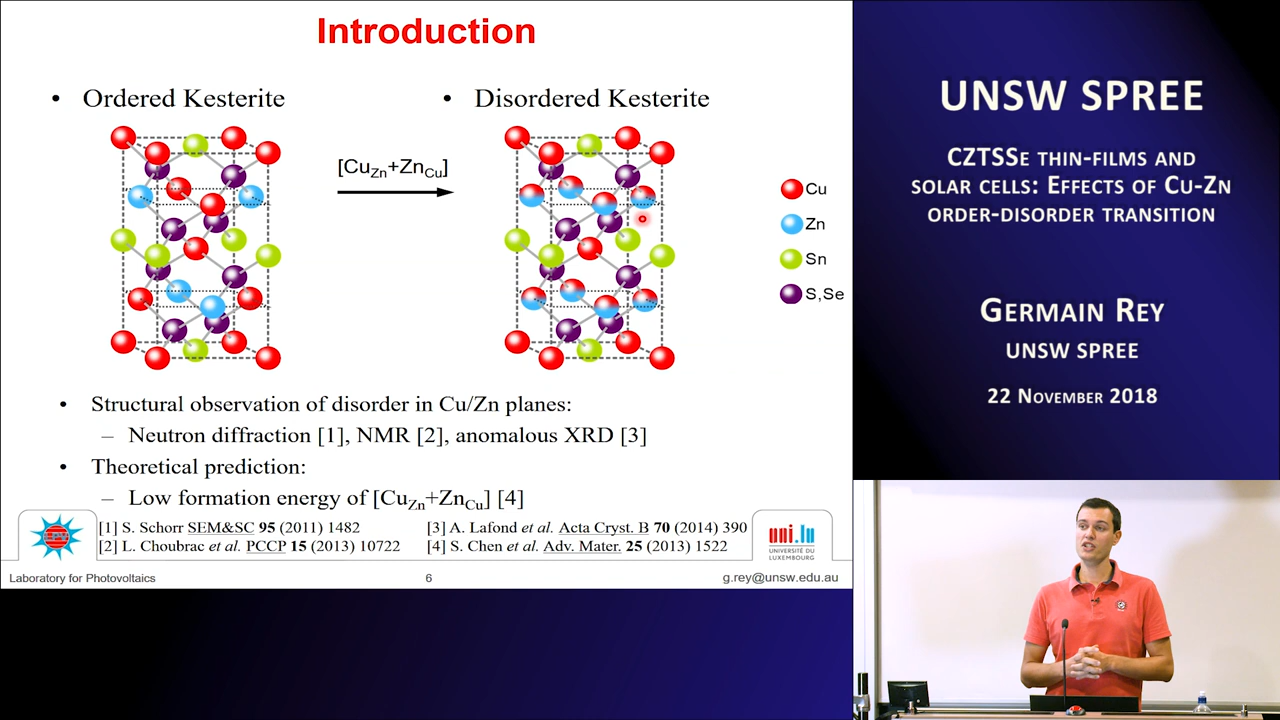 Introduction
• Ordered Kesterite
• Disordered Kesterite
[CuZn+ZnCu]
Cu
Zn
Sn
S,Se
• Structural observation of disorder in Cu/Zn planes:
– Neutron diffraction [1], NMR [2], anomalous XRD [3]
• Theoretical prediction:
– Low formation energy of [CuZn+ZnCu] [4]
[1] S. Schorr SEM&SC 95 (2011) 1482
[2] L. Choubrac et al. PCCP 15 (2013) 10722
[3] A. Lafond et al. Acta Cryst. B 70 (2014) 390
[4] S. Chen et al. Adv. Mater. 25 (2013) 1522
uni.lu
UNIVERSITÉ DU
LUXEMBOURG
Laboratory for Photovoltaics
6
g.rey@unsw.edu.au
UNSW SPREE
CZTSSe thin-films and
solar cells: Effects of Cu-Zn
order-disorder transition
Germain Rey
UNSW SPREE
22 November 2018